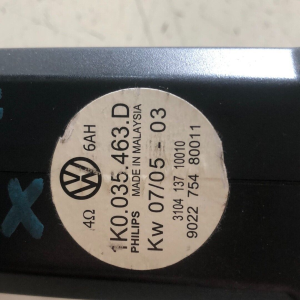 4Ω 6AH
1K0.035.463.D
PHILIPS MADE IN MALAYSIA
Kw 07/05 - 03
3104 137 10010
9022 754 80011
X